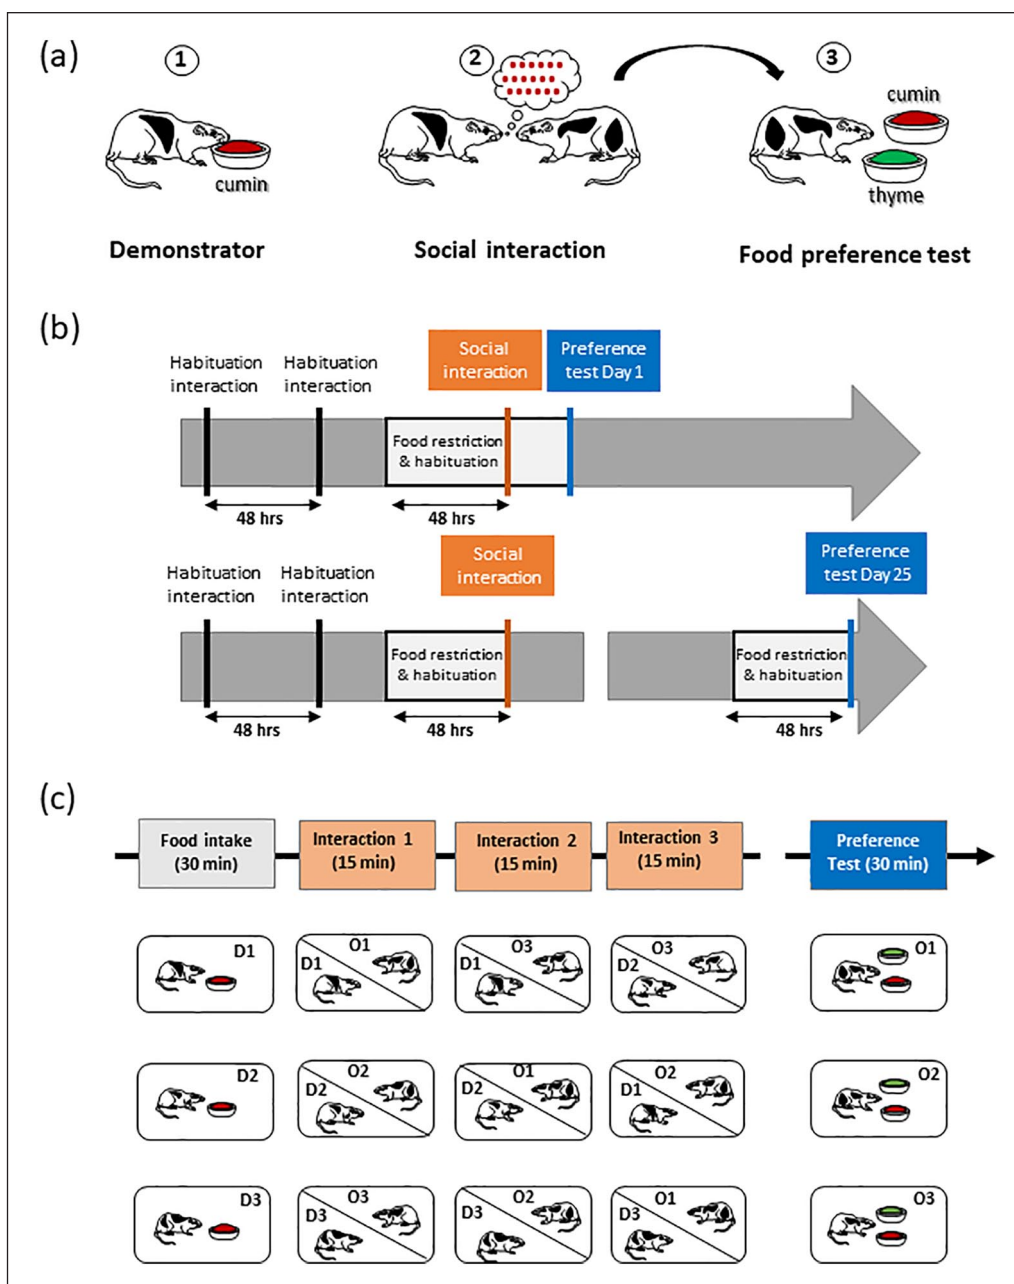 (a)
1
2
3
cumin
cumin
thyme
Demonstrator
Social interaction
Food preference test
(b)
Habituation
interaction
Habituation
interaction
Social
interaction
Preference
test Day 1
Food restriction
& habituation
48 hrs
48 hrs
Habituation
interaction
Habituation
interaction
Social
interaction
Preference
test Day 25
Food restriction
& habituation
Food restriction
& habituation
48 hrs
48 hrs
48 hrs
(c)
Food intake
(30 min)
Interaction 1
(15 min)
Interaction 2
(15 min)
Interaction 3
(15 min)
Preference
Test (30 min)
D1
O1
D1
O3
D1
O3
D2
O1
D2
O2
D2
O1
D2
O2
D1
O2
D3
O3
D3
O2
D3
O1
D3
O3